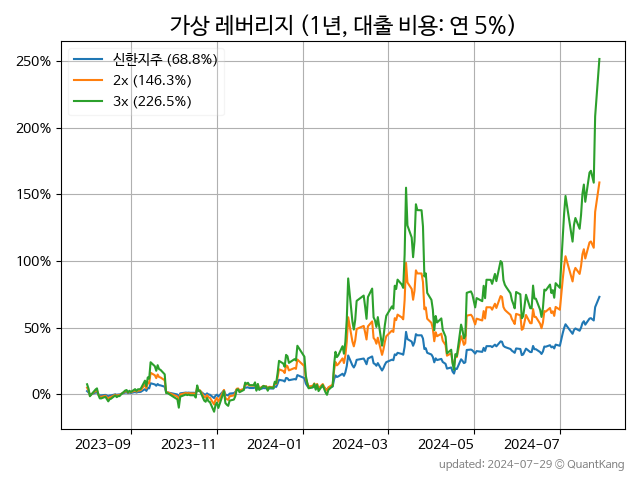 가상 레버리지 (1년, 대출 비용: 연 5%)
250%
200%
150%
100%
50%
0%
신한지주 (68.8%)
2x (146.3%)
3x (226.5%)
2023-09
2023-11
2024-01
2024-03
2024-05
2024-07
updated: 2024-07-29 © QuantKang